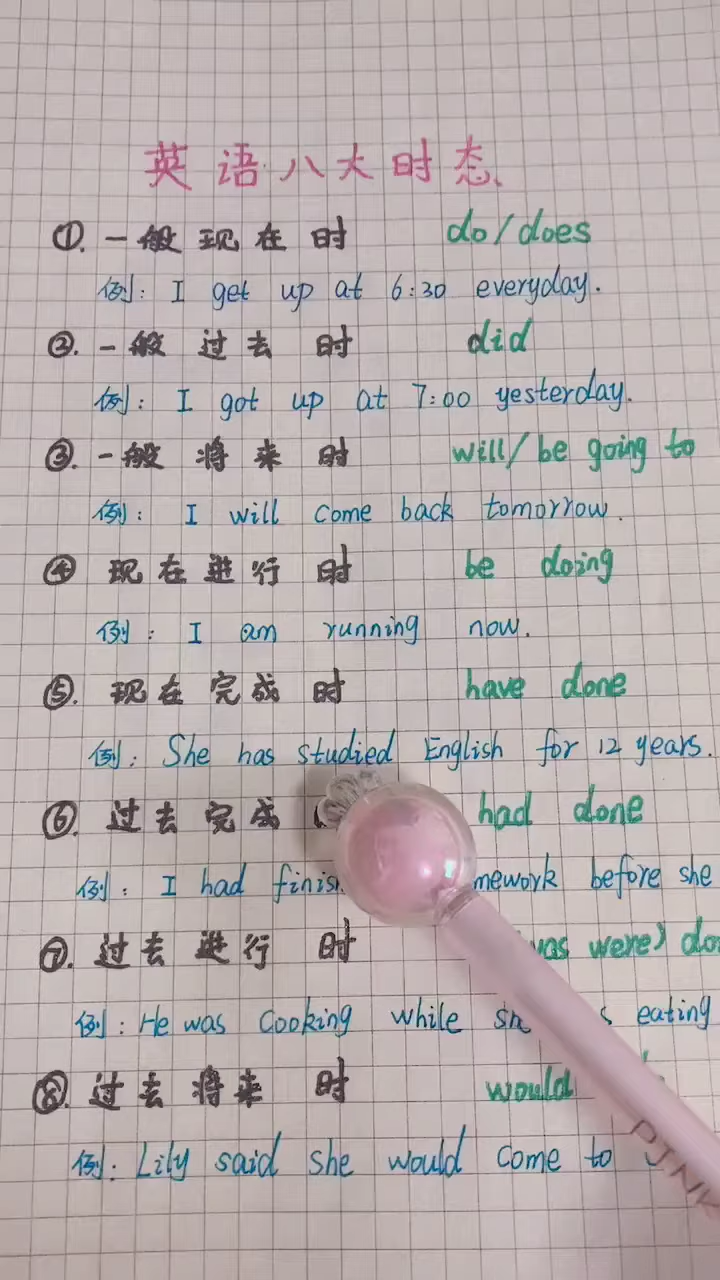 英语八大时态
①. 一般现在时 do/does
例: I get up at 6:30 everyday.
②. 一般过去时 did
例: I got up at 7:00 yesterday.
③. 一般将来时 will/be going to
例: I will come back tomorrow.
④ 现在进行时 be doing
例: I am running now.
⑤. 现在完成时 have done
例: She has studied English for 12 years.
⑥. 过去完成 had done
例: I had before she
⑦. 过去进行时 were)
例: He was cooking while eating
⑧. 过去将来时 would
例: Lily said she would come to
PINK